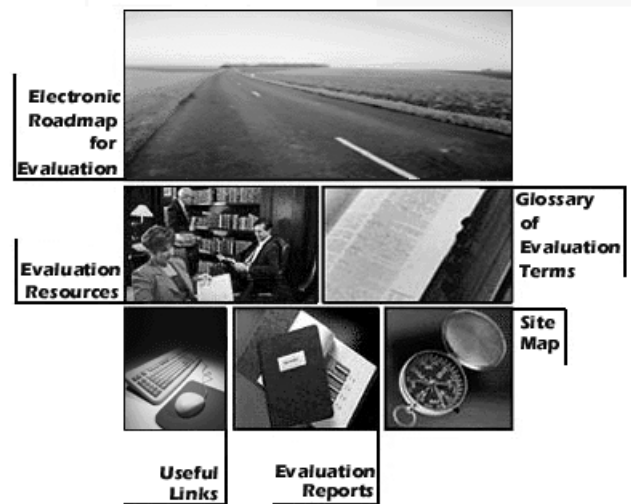 Electronic
Roadmap
for
Evaluation
Glossary
of
Evaluation
Terms
Evaluation
Resources
Site
Map
Useful
Links
Evaluation
Reports